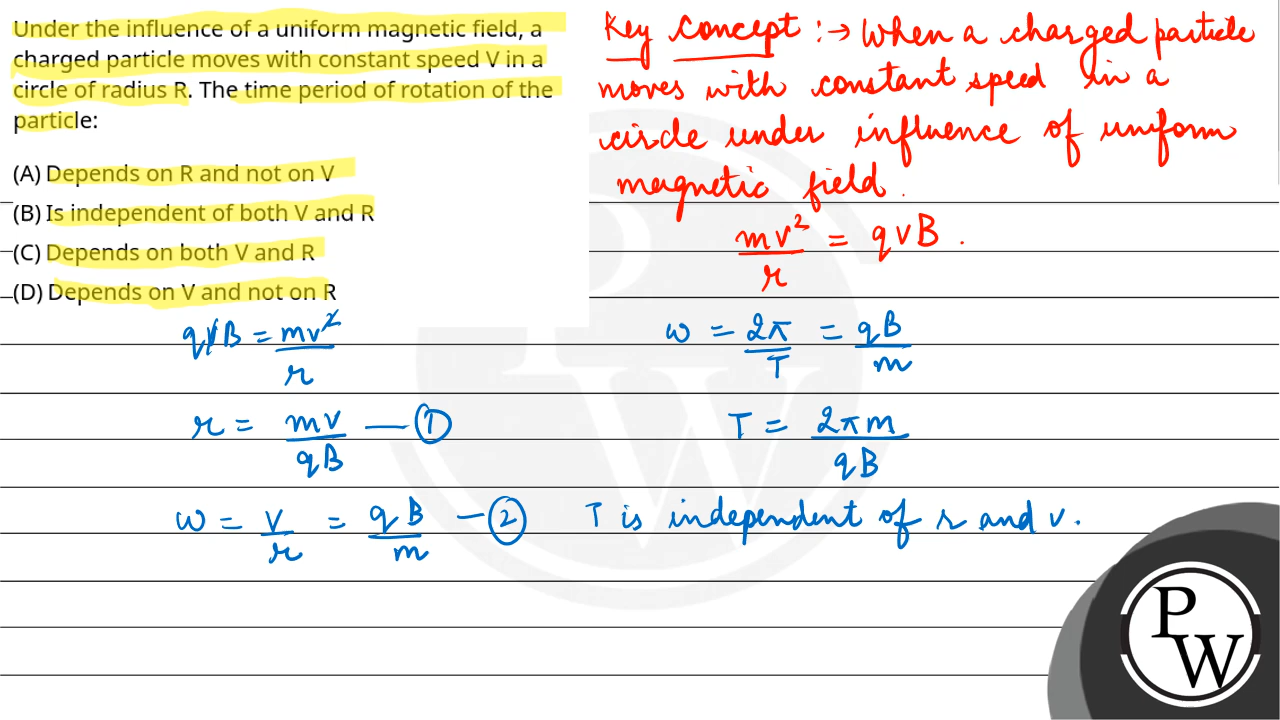 Under the influence of a uniform magnetic field, a
charged particle moves with constant speed V in a
circle of radius R. The time period of rotation of the
particle:
(A) Depends on R and not on V
(B) Is independent of both V and R
(C) Depends on both V and R
(D) Depends on V and not on R
Key concept :→ When a charged particle
moves with constant speed in a
circle under influence of uniform
magnetic field.
mv²/r = qvB .
qVB = mv²/r
r = mv/qB — ①
w = v/r = qB/m — ②
w = 2π/T = qB/m
T = 2πm/qB
T is independent of r and v.
P
W